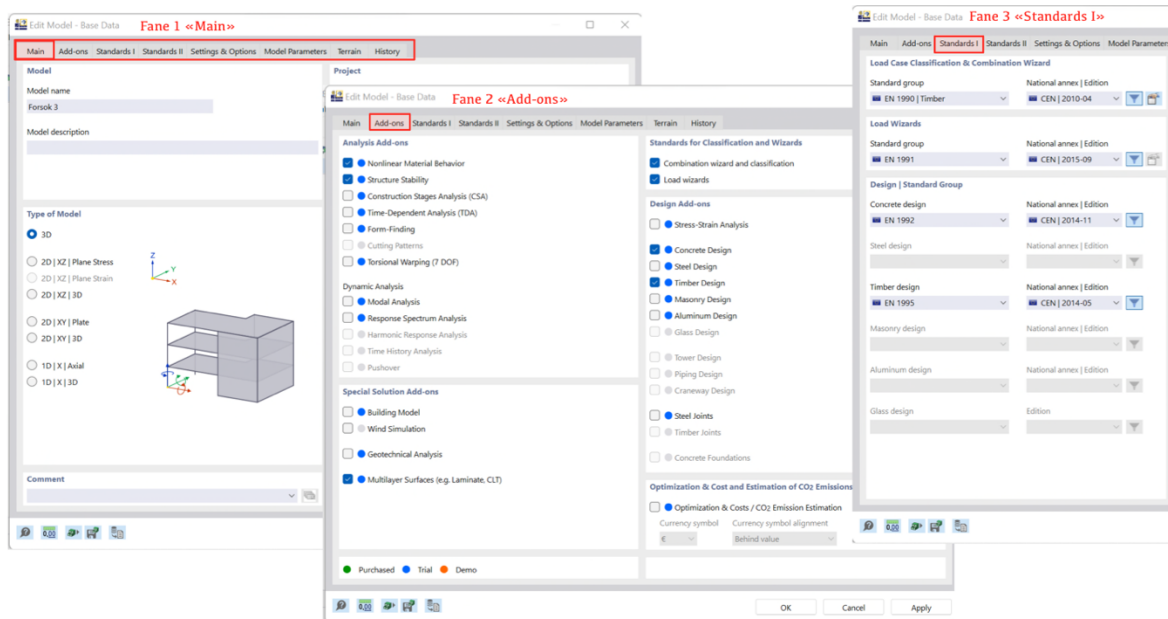 Edit Model - Base Data
Fane 1 «Main»
Main Add-ons Standards I Standards II Settings & Options Model Parameters Terrain History
Model
Model name
Forsok 3
Model description
Type of Model
3D
2D | XZ | Plane Stress
2D | XZ | Plane Strain
2D | XZ | 3D
2D | XY | Plate
2D | XY | 3D
1D | X | Axial
1D | X | 3D
Z
Y
X
Comment
Project
Edit Model - Base Data
Fane 2 «Add-ons»
Main Add-ons Standards I Standards II Settings & Options Model Parameters Terrain History
Analysis Add-ons
Nonlinear Material Behavior
Structure Stability
Construction Stages Analysis (CSA)
Time-Dependent Analysis (TDA)
Form-Finding
Cutting Patterns
Torsional Warping (7 DOF)
Dynamic Analysis
Modal Analysis
Response Spectrum Analysis
Harmonic Response Analysis
Time History Analysis
Pushover
Special Solution Add-ons
Building Model
Wind Simulation
Geotechnical Analysis
Multilayer Surfaces (e.g. Laminate, CLT)
Purchased Trial Demo
Standards for Classification and Wizards
Combination wizard and classification
Load wizards
Design Add-ons
Stress-Strain Analysis
Concrete Design
Steel Design
Timber Design
Masonry Design
Aluminum Design
Glass Design
Tower Design
Piping Design
Craneway Design
Steel Joints
Timber Joints
Concrete Foundations
Optimization & Cost and Estimation of CO2 Emissions
Optimization & Costs / CO2 Emission Estimation
Currency symbol Currency symbol alignment
€ Behind value
OK Cancel Apply
Edit Model - Base Data
Fane 3 «Standards I»
Main Add-ons Standards I Standards II Settings & Options Model Parameters
Load Case Classification & Combination Wizard
Standard group National annex | Edition
EN 1990 | Timber CEN | 2010-04
Load Wizards
Standard group National annex | Edition
EN 1991 CEN | 2015-09
Design | Standard Group
Concrete design National annex | Edition
EN 1992 CEN | 2014-11
Steel design National annex | Edition
Timber design National annex | Edition
EN 1995 CEN | 2014-05
Masonry design National annex | Edition
Aluminum design National annex | Edition
Glass design Edition